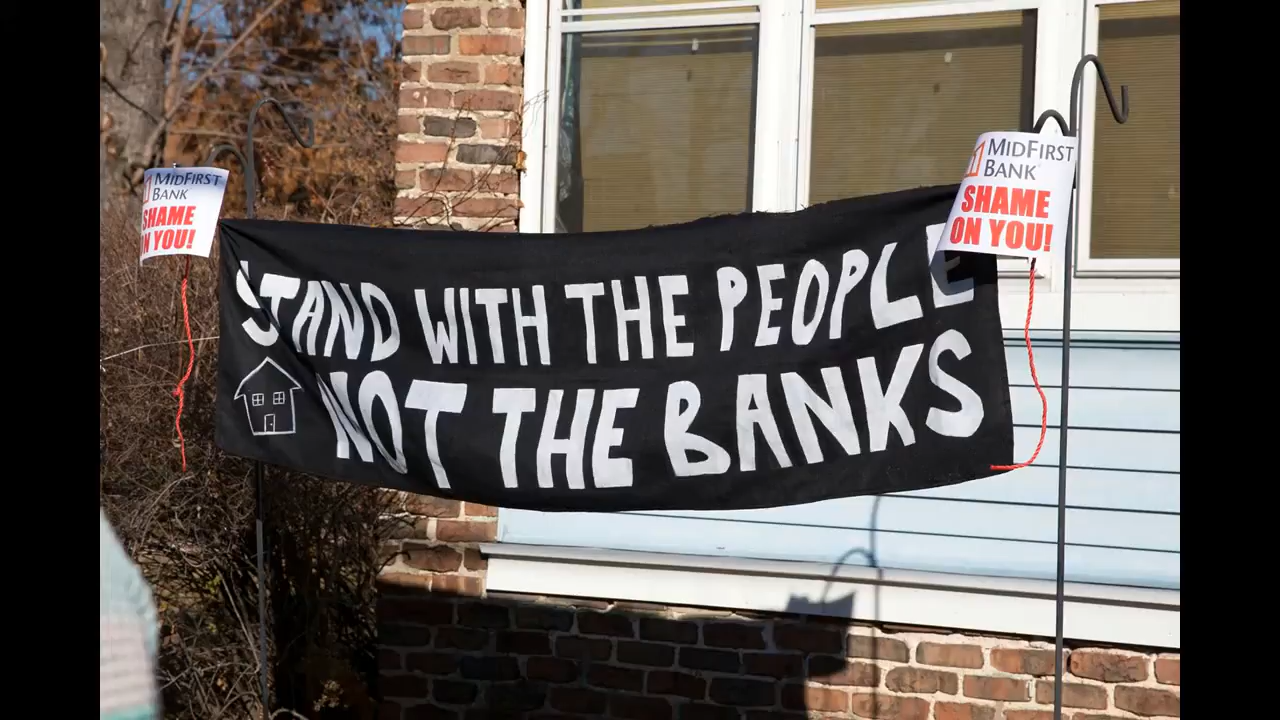 MIDFIRST
BANK
SHAME
ON YOU!
MIDFIRST
BANK
SHAME
ON YOU!
STAND WITH THE PEOPLE
NOT THE BANKS